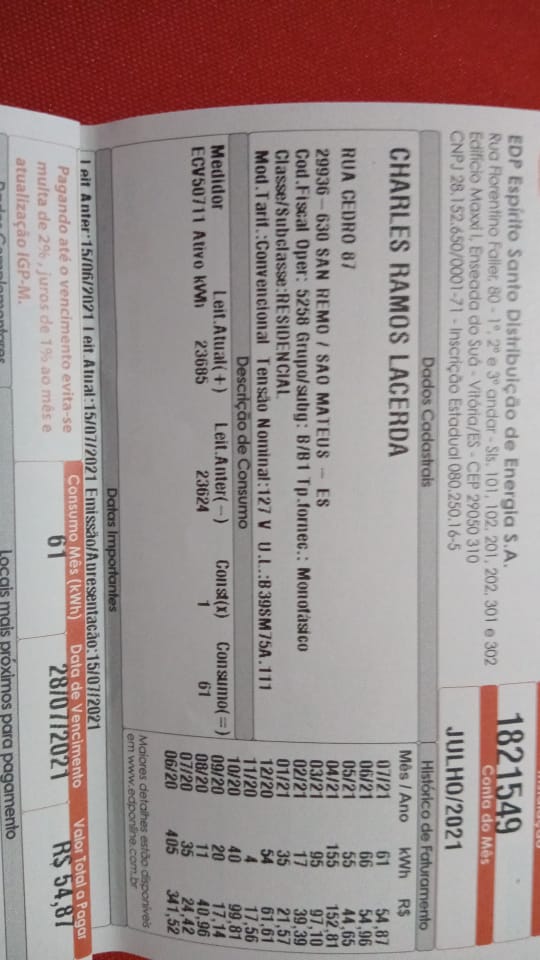 EDP Espírito Santo Distribuição de Energia S.A.
Rua Florentino Faller, 80 - 1º, 2º e 3º andar - Sls. 101, 102, 201, 202, 301 e 302
Edifício Maxxi I, Enseada do Suá - Vitória/ES - CEP 29050 310
CNPJ 28.152.650/0001-71 - Inscrição Estadual 080.250.16-5
1821549
Conta do Mês
JULHO/2021
Dados Cadastrais
CHARLES RAMOS LACERDA
RUA CEDRO 87
29936-630 SAN REMO / SAO MATEUS - ES
Cod.Fiscal Oper: 5258 Grupo/subg: B/B1 Tp.fornec.: Monofásico
Classe/Subclasse:RESIDENCIAL
Mod.Tarif.:Convencional Tensão Nominal:127 V U.L.:B39SM75A.111
Descrição de Consumo
Medidor Leit.Atual(+) Leit.Anter(-) Const(x) Consumo(=)
ECV50711 Ativo kWh 23685 23624 1 61
Histórico de Faturamento
Mês / Ano kWh R$
07/21 61 54,87
06/21 66 54,96
05/21 55 44,65
04/21 155 152,81
03/21 95 97,10
02/21 17 39,39
01/21 35 21,57
12/20 54 61,61
11/20 4 17,56
10/20 40 99,81
09/20 20 17,14
08/20 11 40,96
07/20 35 24,42
06/20 405 341,52
Maiores detalhes estão disponíveis
em www.edponline.com.br
Datas Importantes
Leit Anter:15/06/2021 Leit Atual:15/07/2021 Emissão/Apresentação:15/07/2021
Pagando até o vencimento evita-se
multa de 2%, juros de 1% ao mês e
atualização IGP-M.
Consumo Mês (kWh) Data de Vencimento Valor Total a Pagar
61 28/07/2021 R$ 54,87
Dados Complementares
Locais mais próximos para pagamento